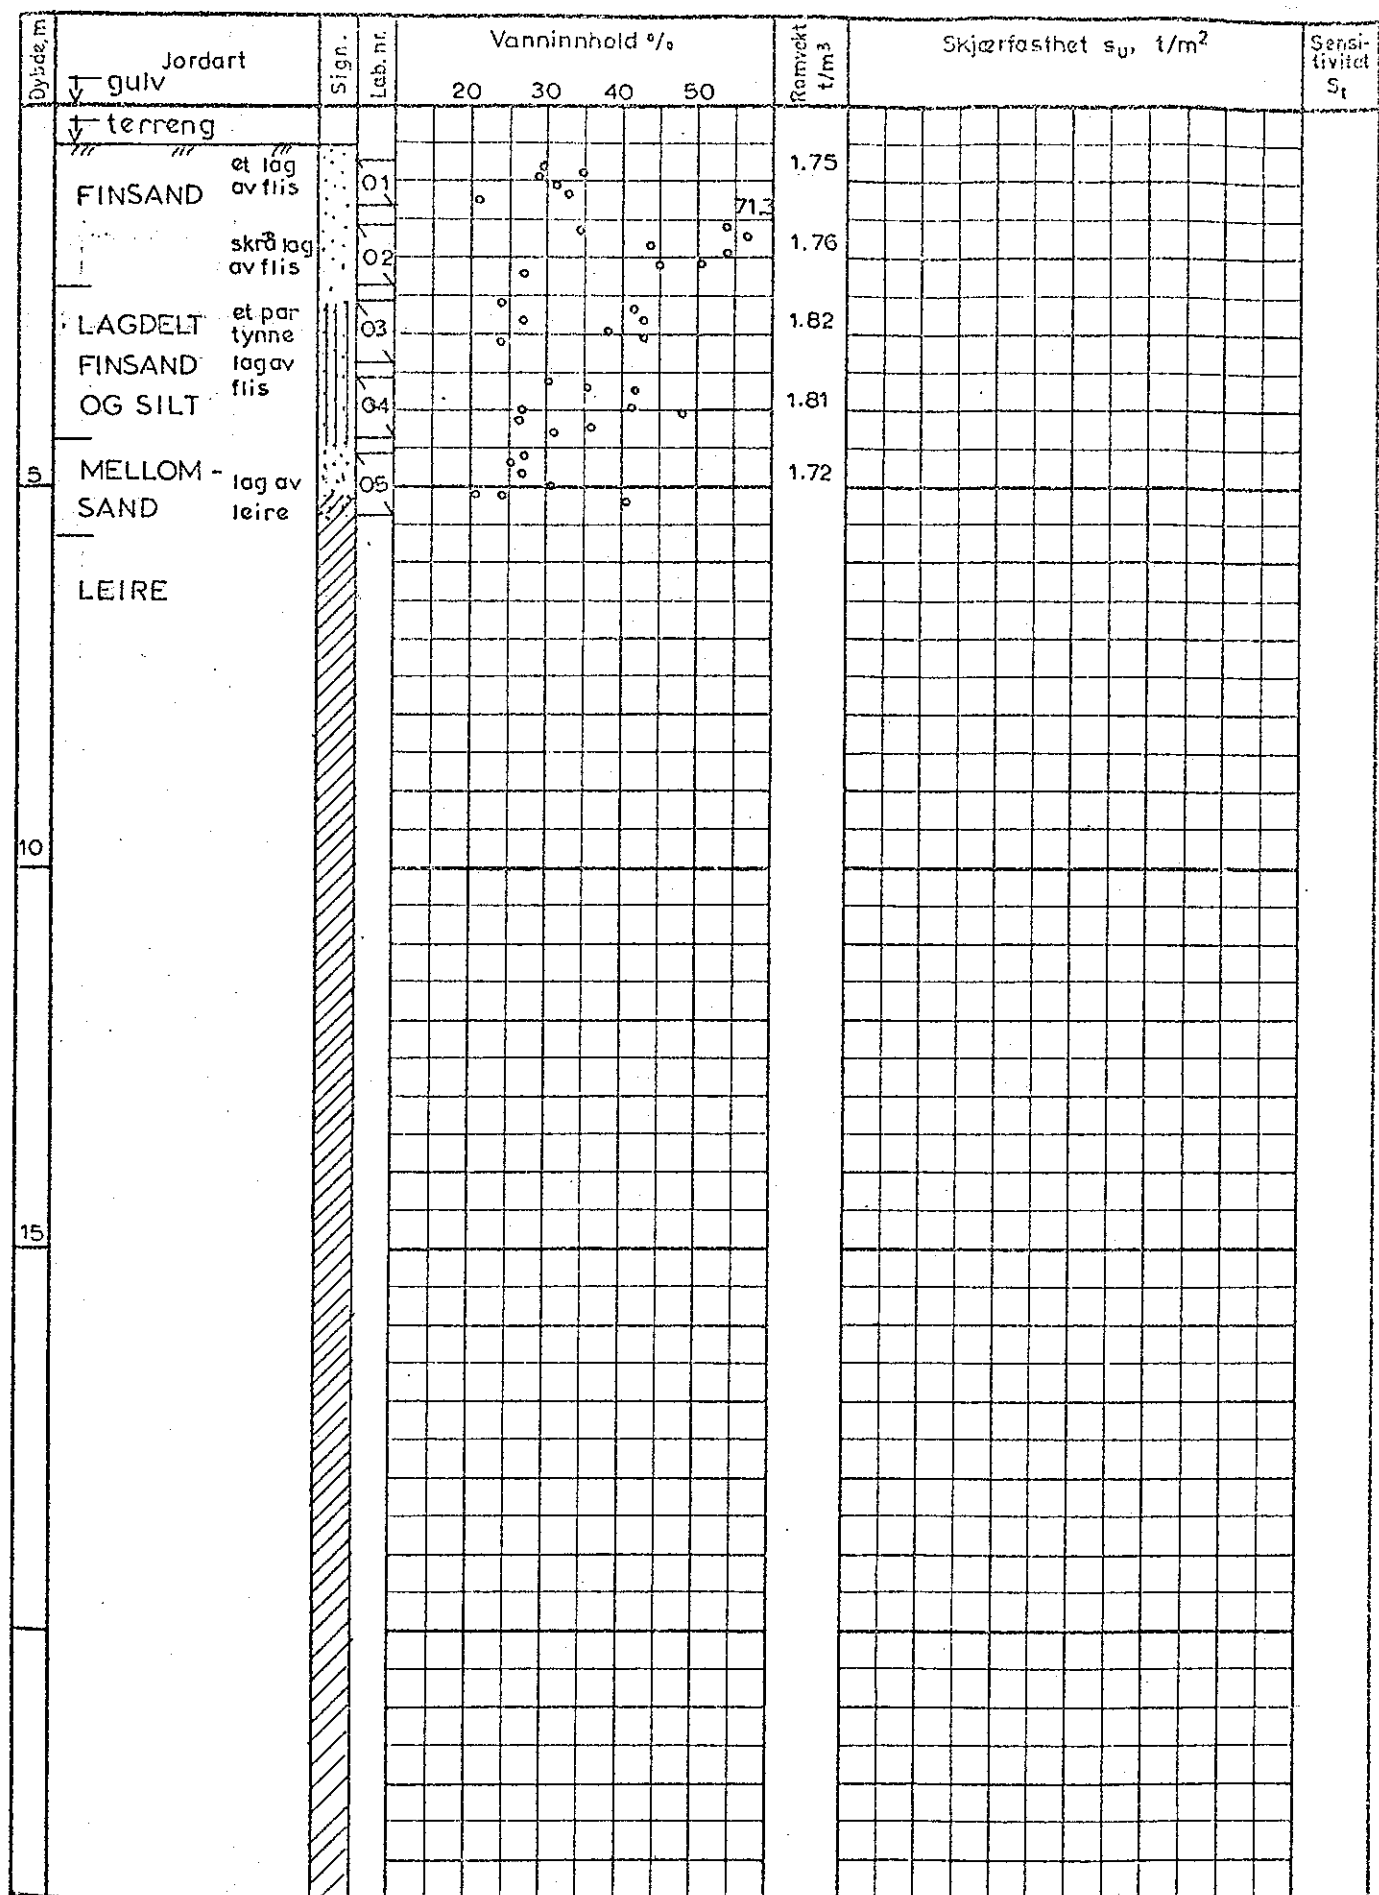 Dybde, m
Jordart
gulv
Sign.
Lab. nr.
Vanninnhold %
20 30 40 50
Romvekt t/m³
Skjærfasthet su, t/m²
Sensi-
tivitet
St
terreng
et lag
av flis
FINSAND
01
1.75
71.3
skrå lag
av flis
02
1.76
LAGDELT
FINSAND
OG SILT
et par
tynne
lag av
flis
03
1.82
04
1.81
5
MELLOM-
SAND
lag av
leire
05
1.72
LEIRE
10
15